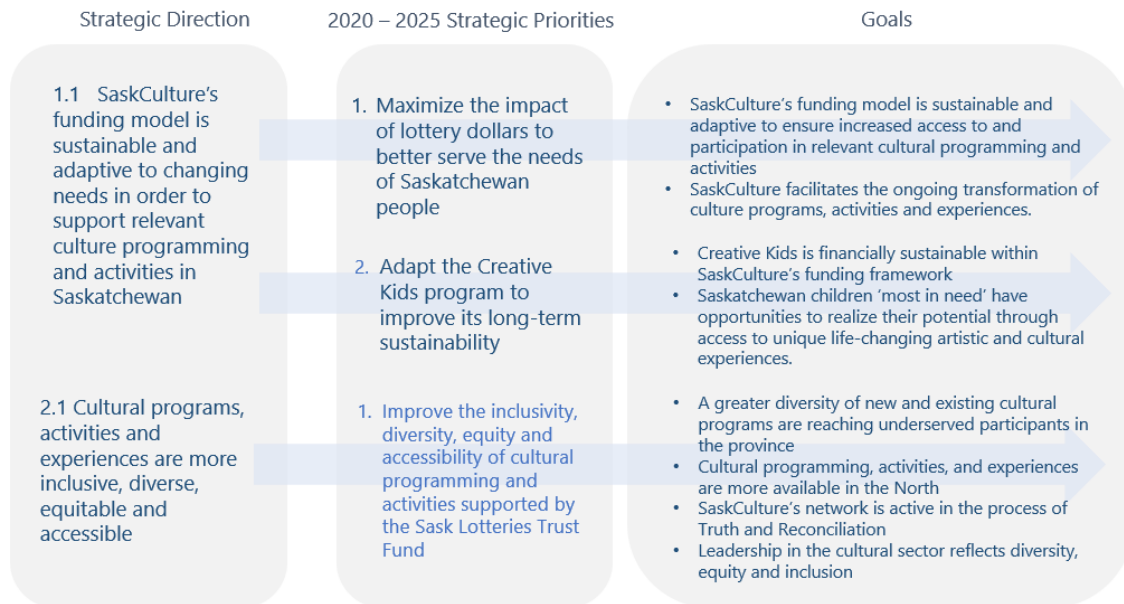 Strategic Direction
2020 – 2025 Strategic Priorities
Goals
1.1 SaskCulture's
funding model is
sustainable and
adaptive to changing
needs in order to
support relevant
culture programming
and activities in
Saskatchewan
1. Maximize the impact
of lottery dollars to
better serve the needs
of Saskatchewan
people
• SaskCulture's funding model is sustainable and
adaptive to ensure increased access to and
participation in relevant cultural programming and
activities
• SaskCulture facilitates the ongoing transformation of
culture programs, activities and experiences.
2. Adapt the Creative
Kids program to
improve its long-term
sustainability
• Creative Kids is financially sustainable within
SaskCulture's funding framework
• Saskatchewan children 'most in need' have
opportunities to realize their potential through
access to unique life-changing artistic and cultural
experiences.
2.1 Cultural programs,
activities and
experiences are more
inclusive, diverse,
equitable and
accessible
1. Improve the inclusivity,
diversity, equity and
accessibility of cultural
programming and
activities supported by
the Sask Lotteries Trust
Fund
• A greater diversity of new and existing cultural
programs are reaching underserved participants in
the province
• Cultural programming, activities, and experiences
are more available in the North
• SaskCulture's network is active in the process of
Truth and Reconciliation
• Leadership in the cultural sector reflects diversity,
equity and inclusion